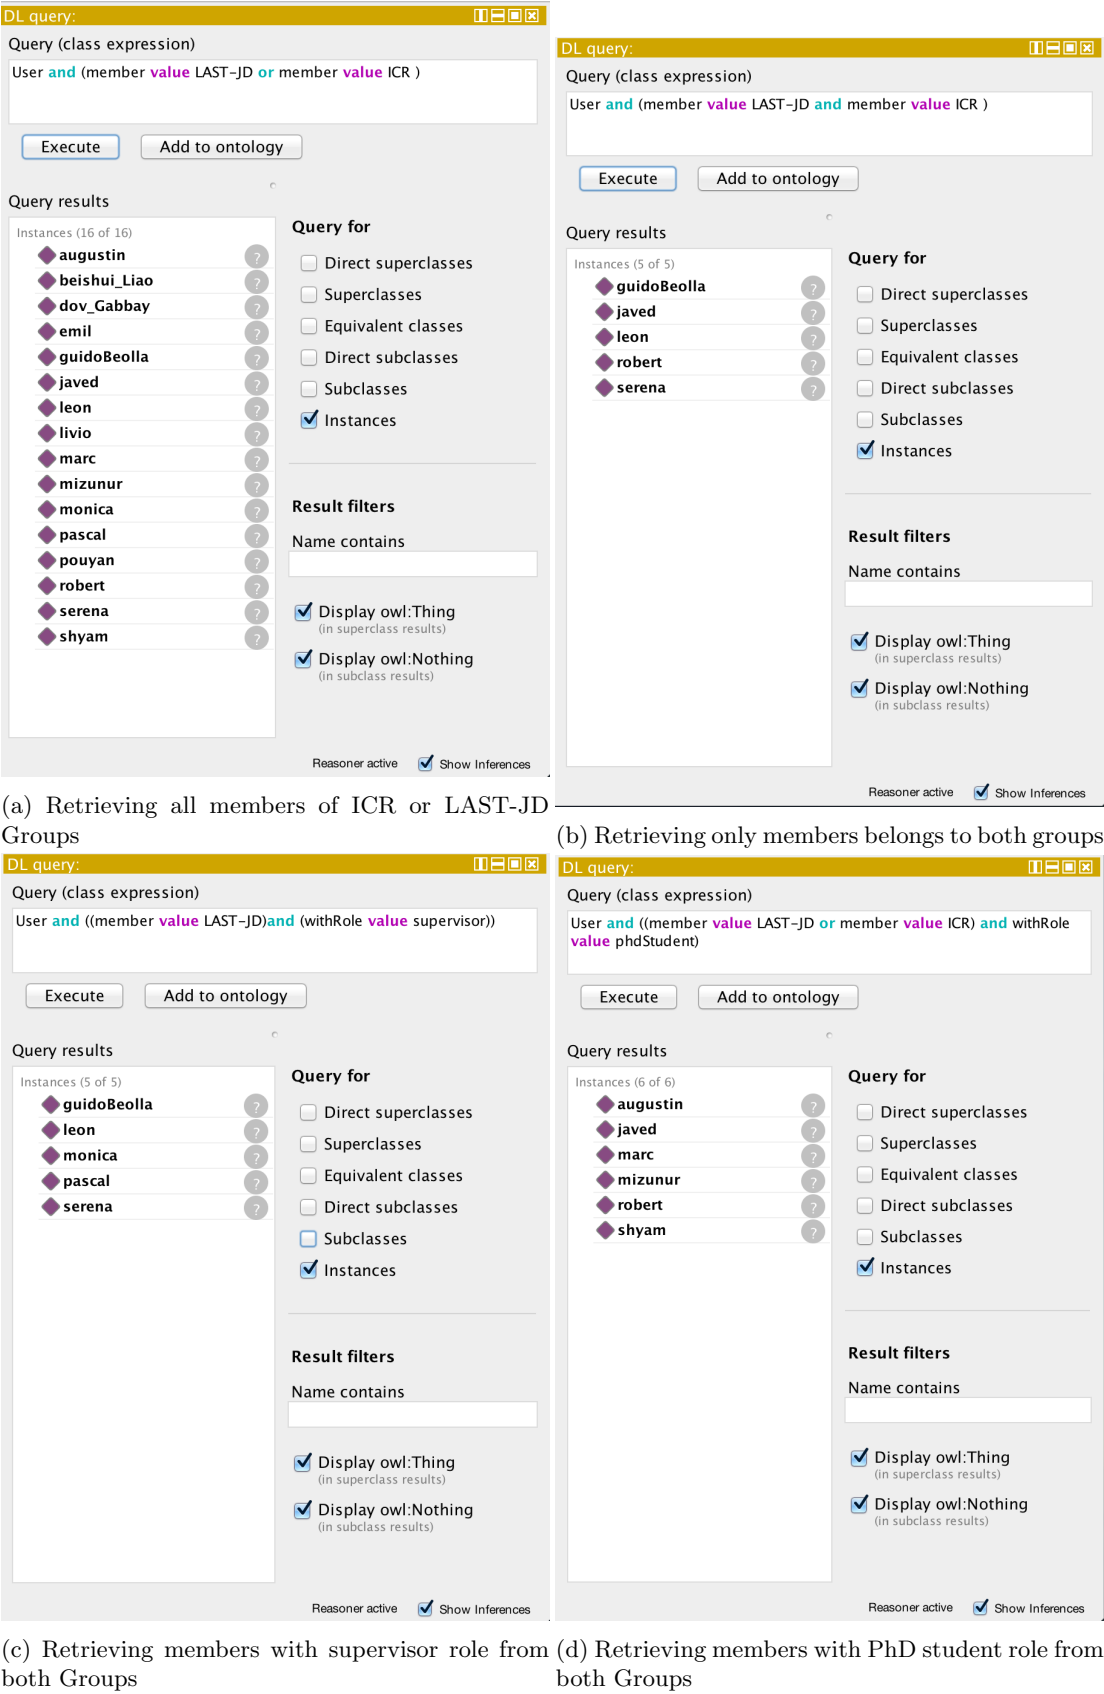 DL query:
Query (class expression)
User and (member value LAST-JD or member value ICR )
Execute
Add to ontology
Query results
Instances (16 of 16)
augustin
?
beishui_Liao
?
dov_Gabbay
?
emil
?
guidoBeolla
?
javed
?
leon
?
livio
?
marc
?
mizunur
?
monica
?
pascal
?
pouyan
?
robert
?
serena
?
shyam
?
Query for
Direct superclasses
Superclasses
Equivalent classes
Direct subclasses
Subclasses
Instances
Result filters
Name contains
Display owl:Thing
(in superclass results)
Display owl:Nothing
(in subclass results)
Reasoner active
Show Inferences
(a) Retrieving all members of ICR or LAST-JD
Groups
DL query:
Query (class expression)
User and (member value LAST-JD and member value ICR )
Execute
Add to ontology
Query results
Instances (5 of 5)
guidoBeolla
?
javed
?
leon
?
robert
?
serena
?
Query for
Direct superclasses
Superclasses
Equivalent classes
Direct subclasses
Subclasses
Instances
Result filters
Name contains
Display owl:Thing
(in superclass results)
Display owl:Nothing
(in subclass results)
Reasoner active
Show Inferences
(b) Retrieving only members belongs to both groups
DL query:
Query (class expression)
User and ((member value LAST-JD)and (withRole value supervisor))
Execute
Add to ontology
Query results
Instances (5 of 5)
guidoBeolla
?
leon
?
monica
?
pascal
?
serena
?
Query for
Direct superclasses
Superclasses
Equivalent classes
Direct subclasses
Subclasses
Instances
Result filters
Name contains
Display owl:Thing
(in superclass results)
Display owl:Nothing
(in subclass results)
Reasoner active
Show Inferences
(c) Retrieving members with supervisor role from
both Groups
DL query:
Query (class expression)
User and ((member value LAST-JD or member value ICR) and withRole
value phdStudent)
Execute
Add to ontology
Query results
Instances (6 of 6)
augustin
?
javed
?
marc
?
mizunur
?
robert
?
shyam
?
Query for
Direct superclasses
Superclasses
Equivalent classes
Direct subclasses
Subclasses
Instances
Result filters
Name contains
Display owl:Thing
(in superclass results)
Display owl:Nothing
(in subclass results)
Reasoner active
Show Inferences
(d) Retrieving members with PhD student role from
both Groups